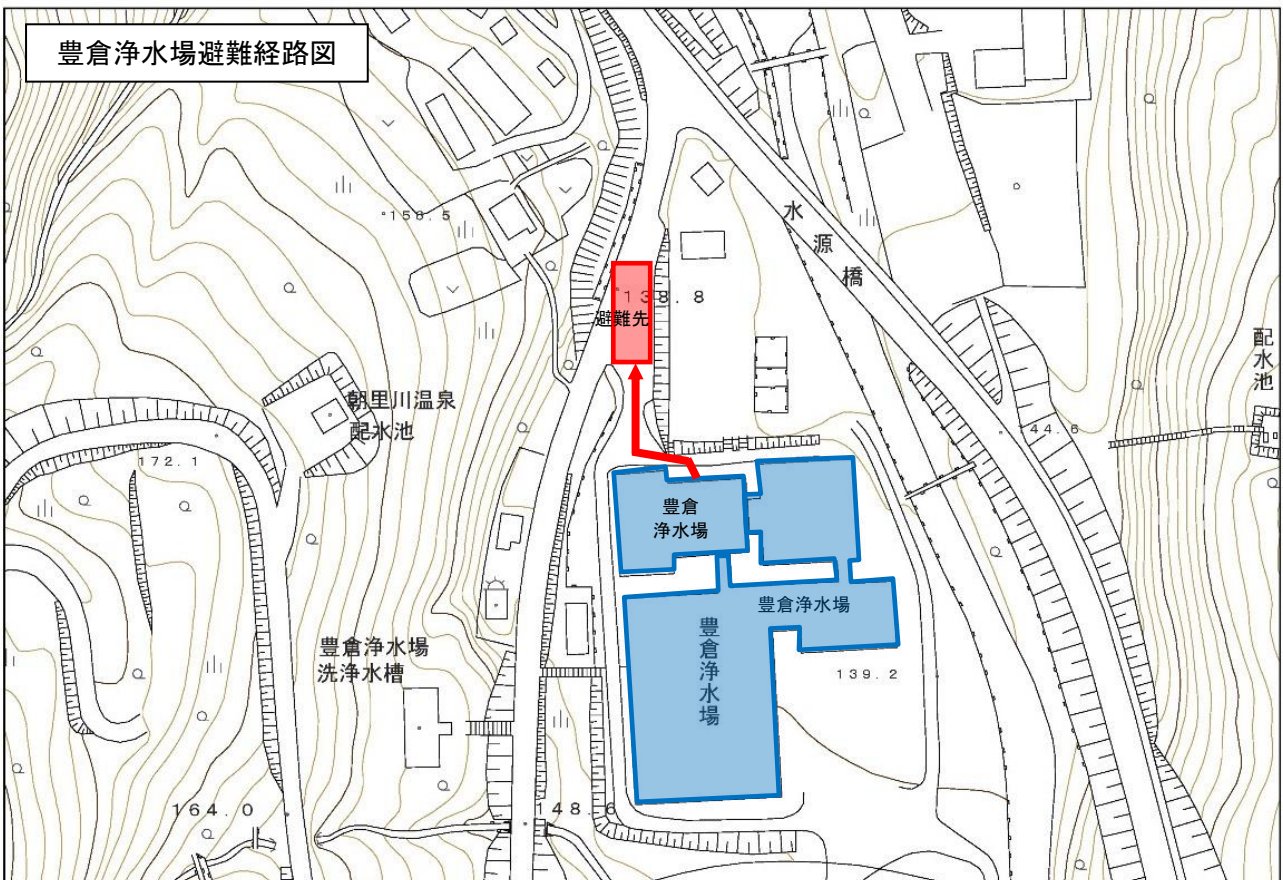 豊倉浄水場避難経路図
158.5
水源橋
138.8
避難先
配水池
朝里川温泉
配水池
144.6
172.1
豊倉
浄水場
豊倉浄水場
豊倉浄水場
豊倉浄水場
洗浄水槽
139.2
164.0
148.6